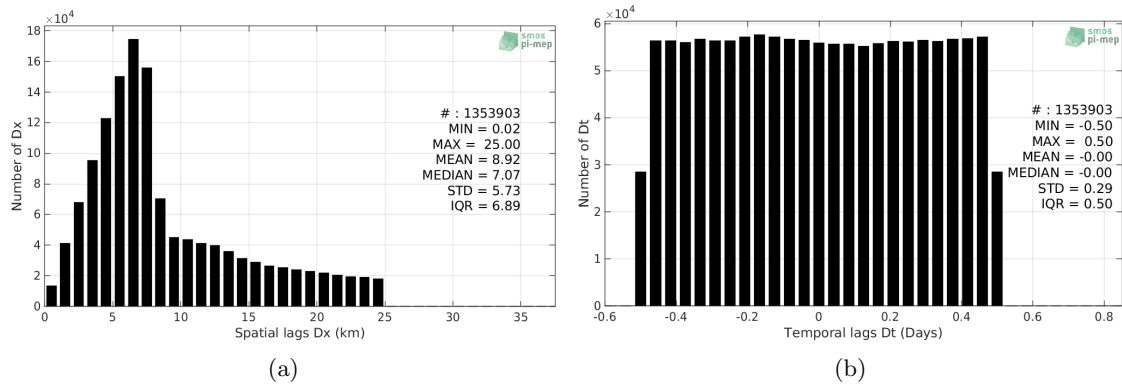 ×10⁴
18
16
14
12
10
8
6
4
2
0
Number of Dx
0 5 10 15 20 25 30 35
Spatial lags Dx (km)
smos
pi-mep
# : 1353903
MIN = 0.02
MAX = 25.00
MEAN = 8.92
MEDIAN = 7.07
STD = 5.73
IQR = 6.89
(a)
×10⁴
6
5
4
3
2
1
0
Number of Dt
-0.6 -0.4 -0.2 0 0.2 0.4 0.6 0.8
Temporal lags Dt (Days)
smos
pi-mep
# : 1353903
MIN = -0.50
MAX = 0.50
MEAN = -0.00
MEDIAN = -0.00
STD = 0.29
IQR = 0.50
(b)